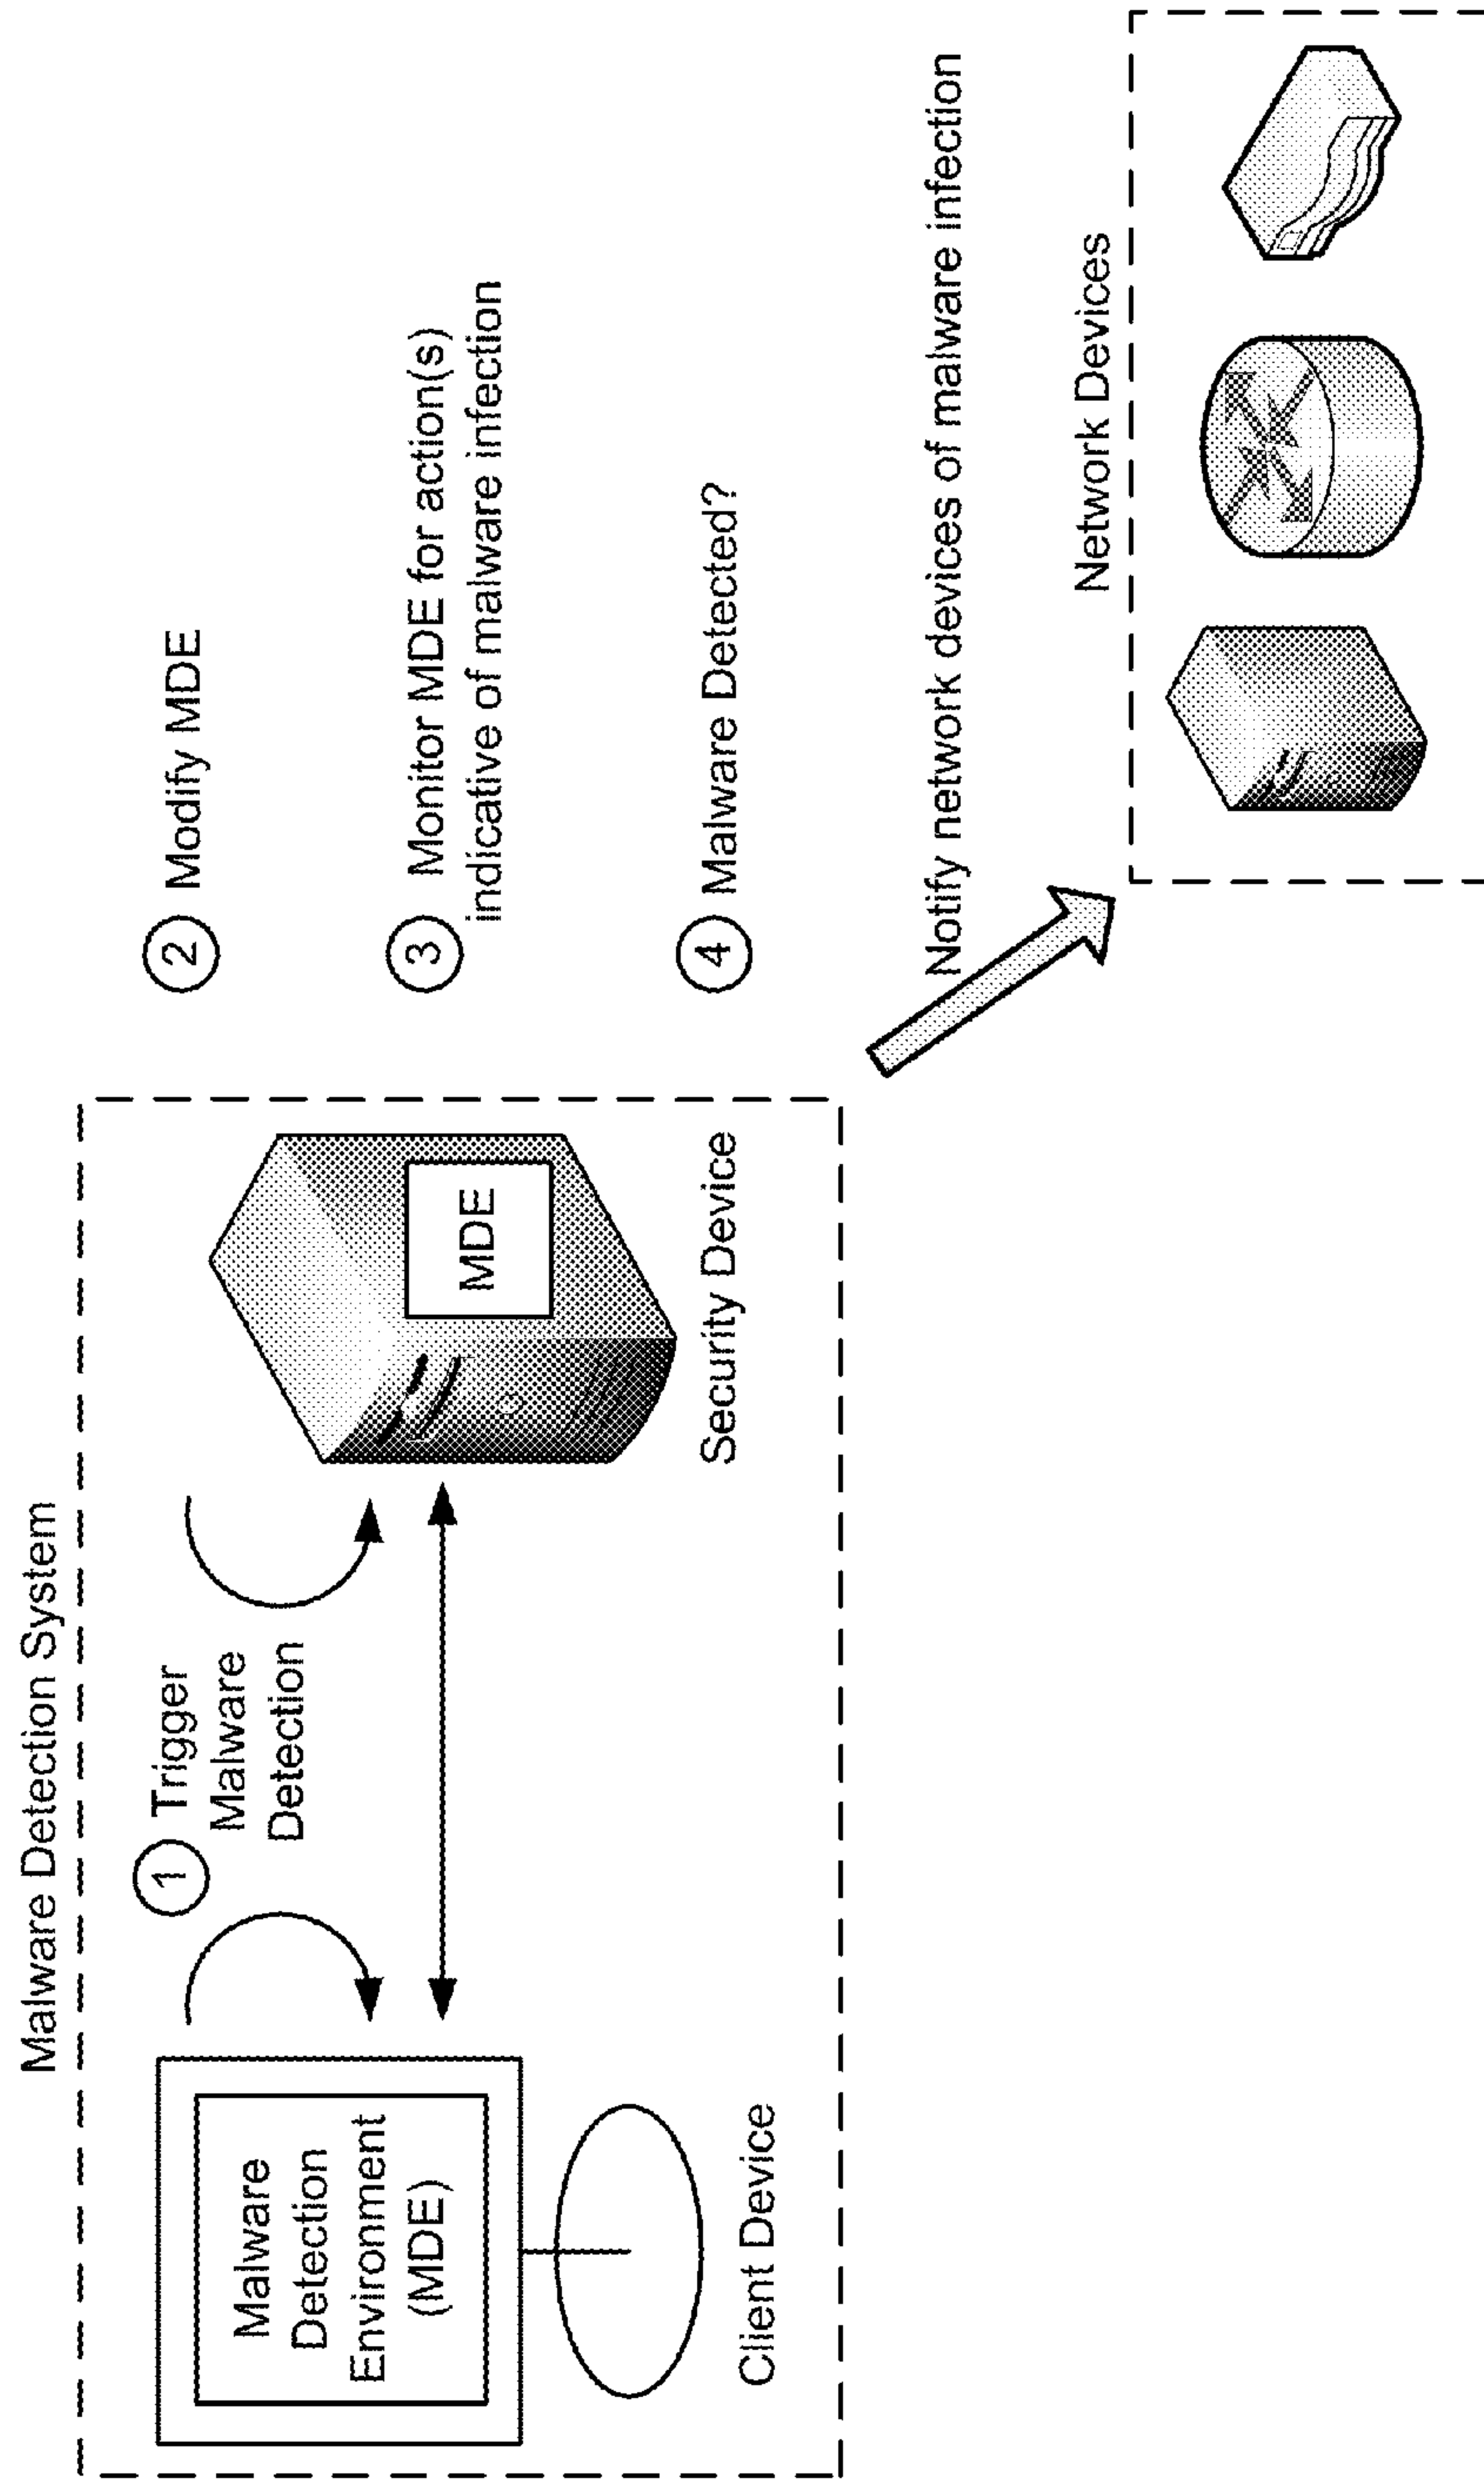 Malware Detection System
1 Trigger
Malware
Detection
Malware
Detection
Environment
(MDE)
Client Device
MDE
Security Device
2 Modify MDE
3 Monitor MDE for action(s)
indicative of malware infection
4 Malware Detected?
Notify network devices of malware infection
Network Devices